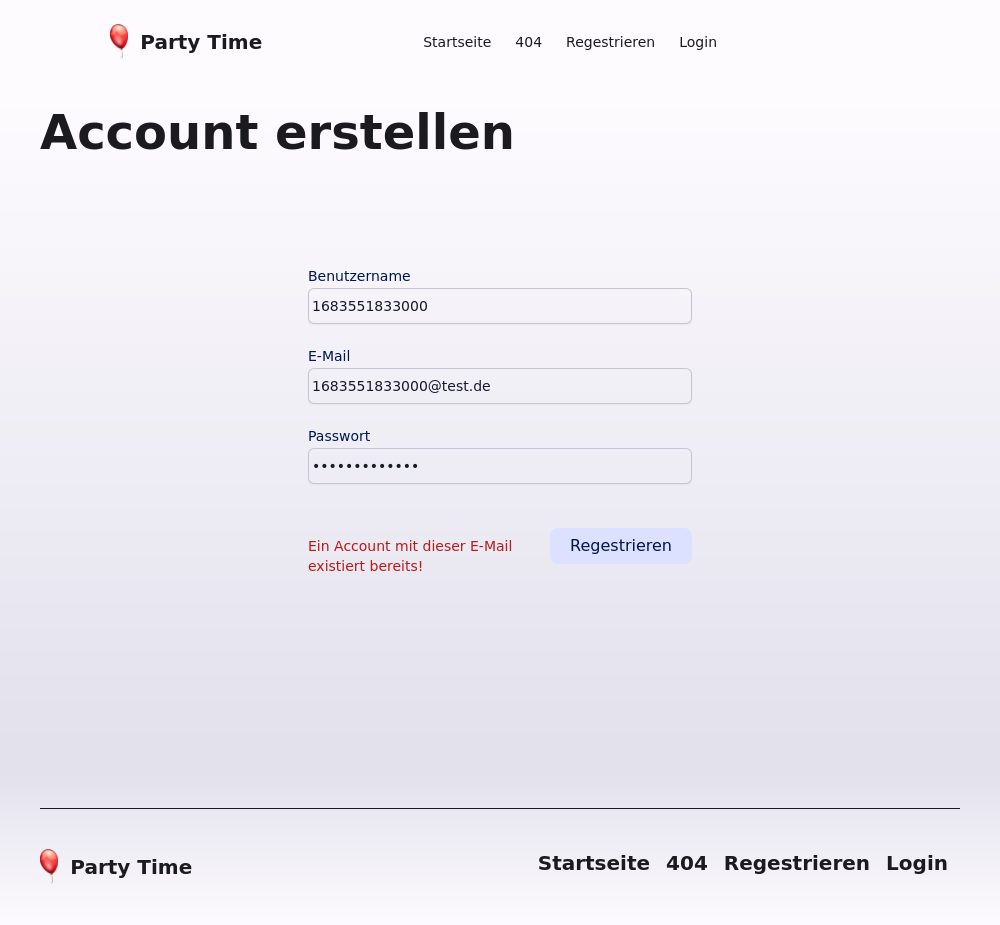 Party Time
Startseite 404 Regestrieren Login
Account erstellen
Benutzername
1683551833000
E-Mail
1683551833000@test.de
Passwort
•••••••••••••
Ein Account mit dieser E-Mail
existiert bereits!
Regestrieren
Party Time
Startseite 404 Regestrieren Login